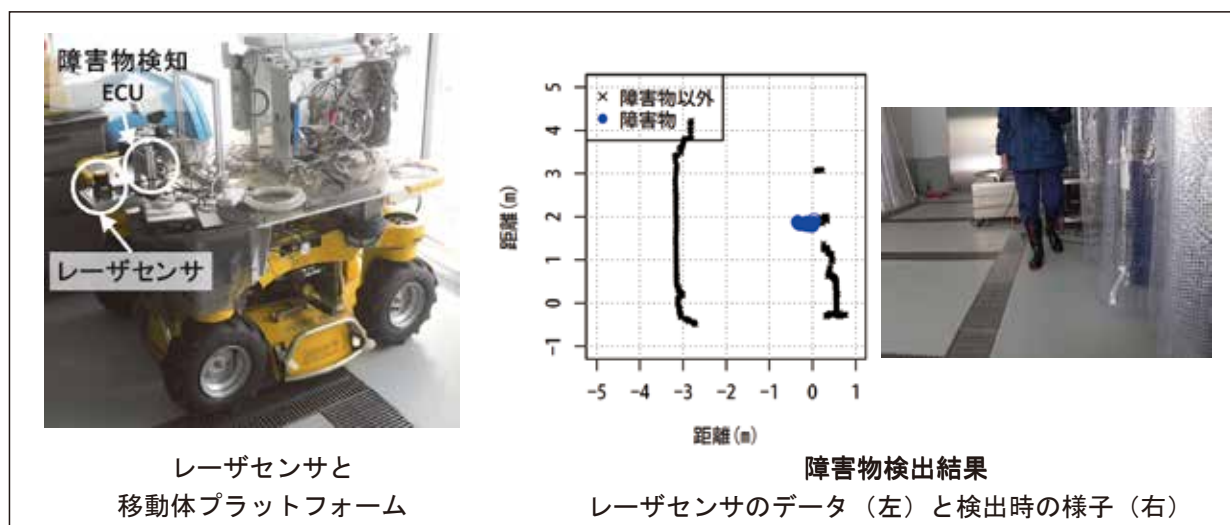 障害物検知
ECU
レーザセンサ
レーザセンサと
移動体プラットフォーム
× 障害物以外
● 障害物
距離(m)
5
4
3
2
1
0
−1
−5 −4 −3 −2 −1 0 1
距離(m)
障害物検出結果
レーザセンサのデータ（左）と検出時の様子（右）